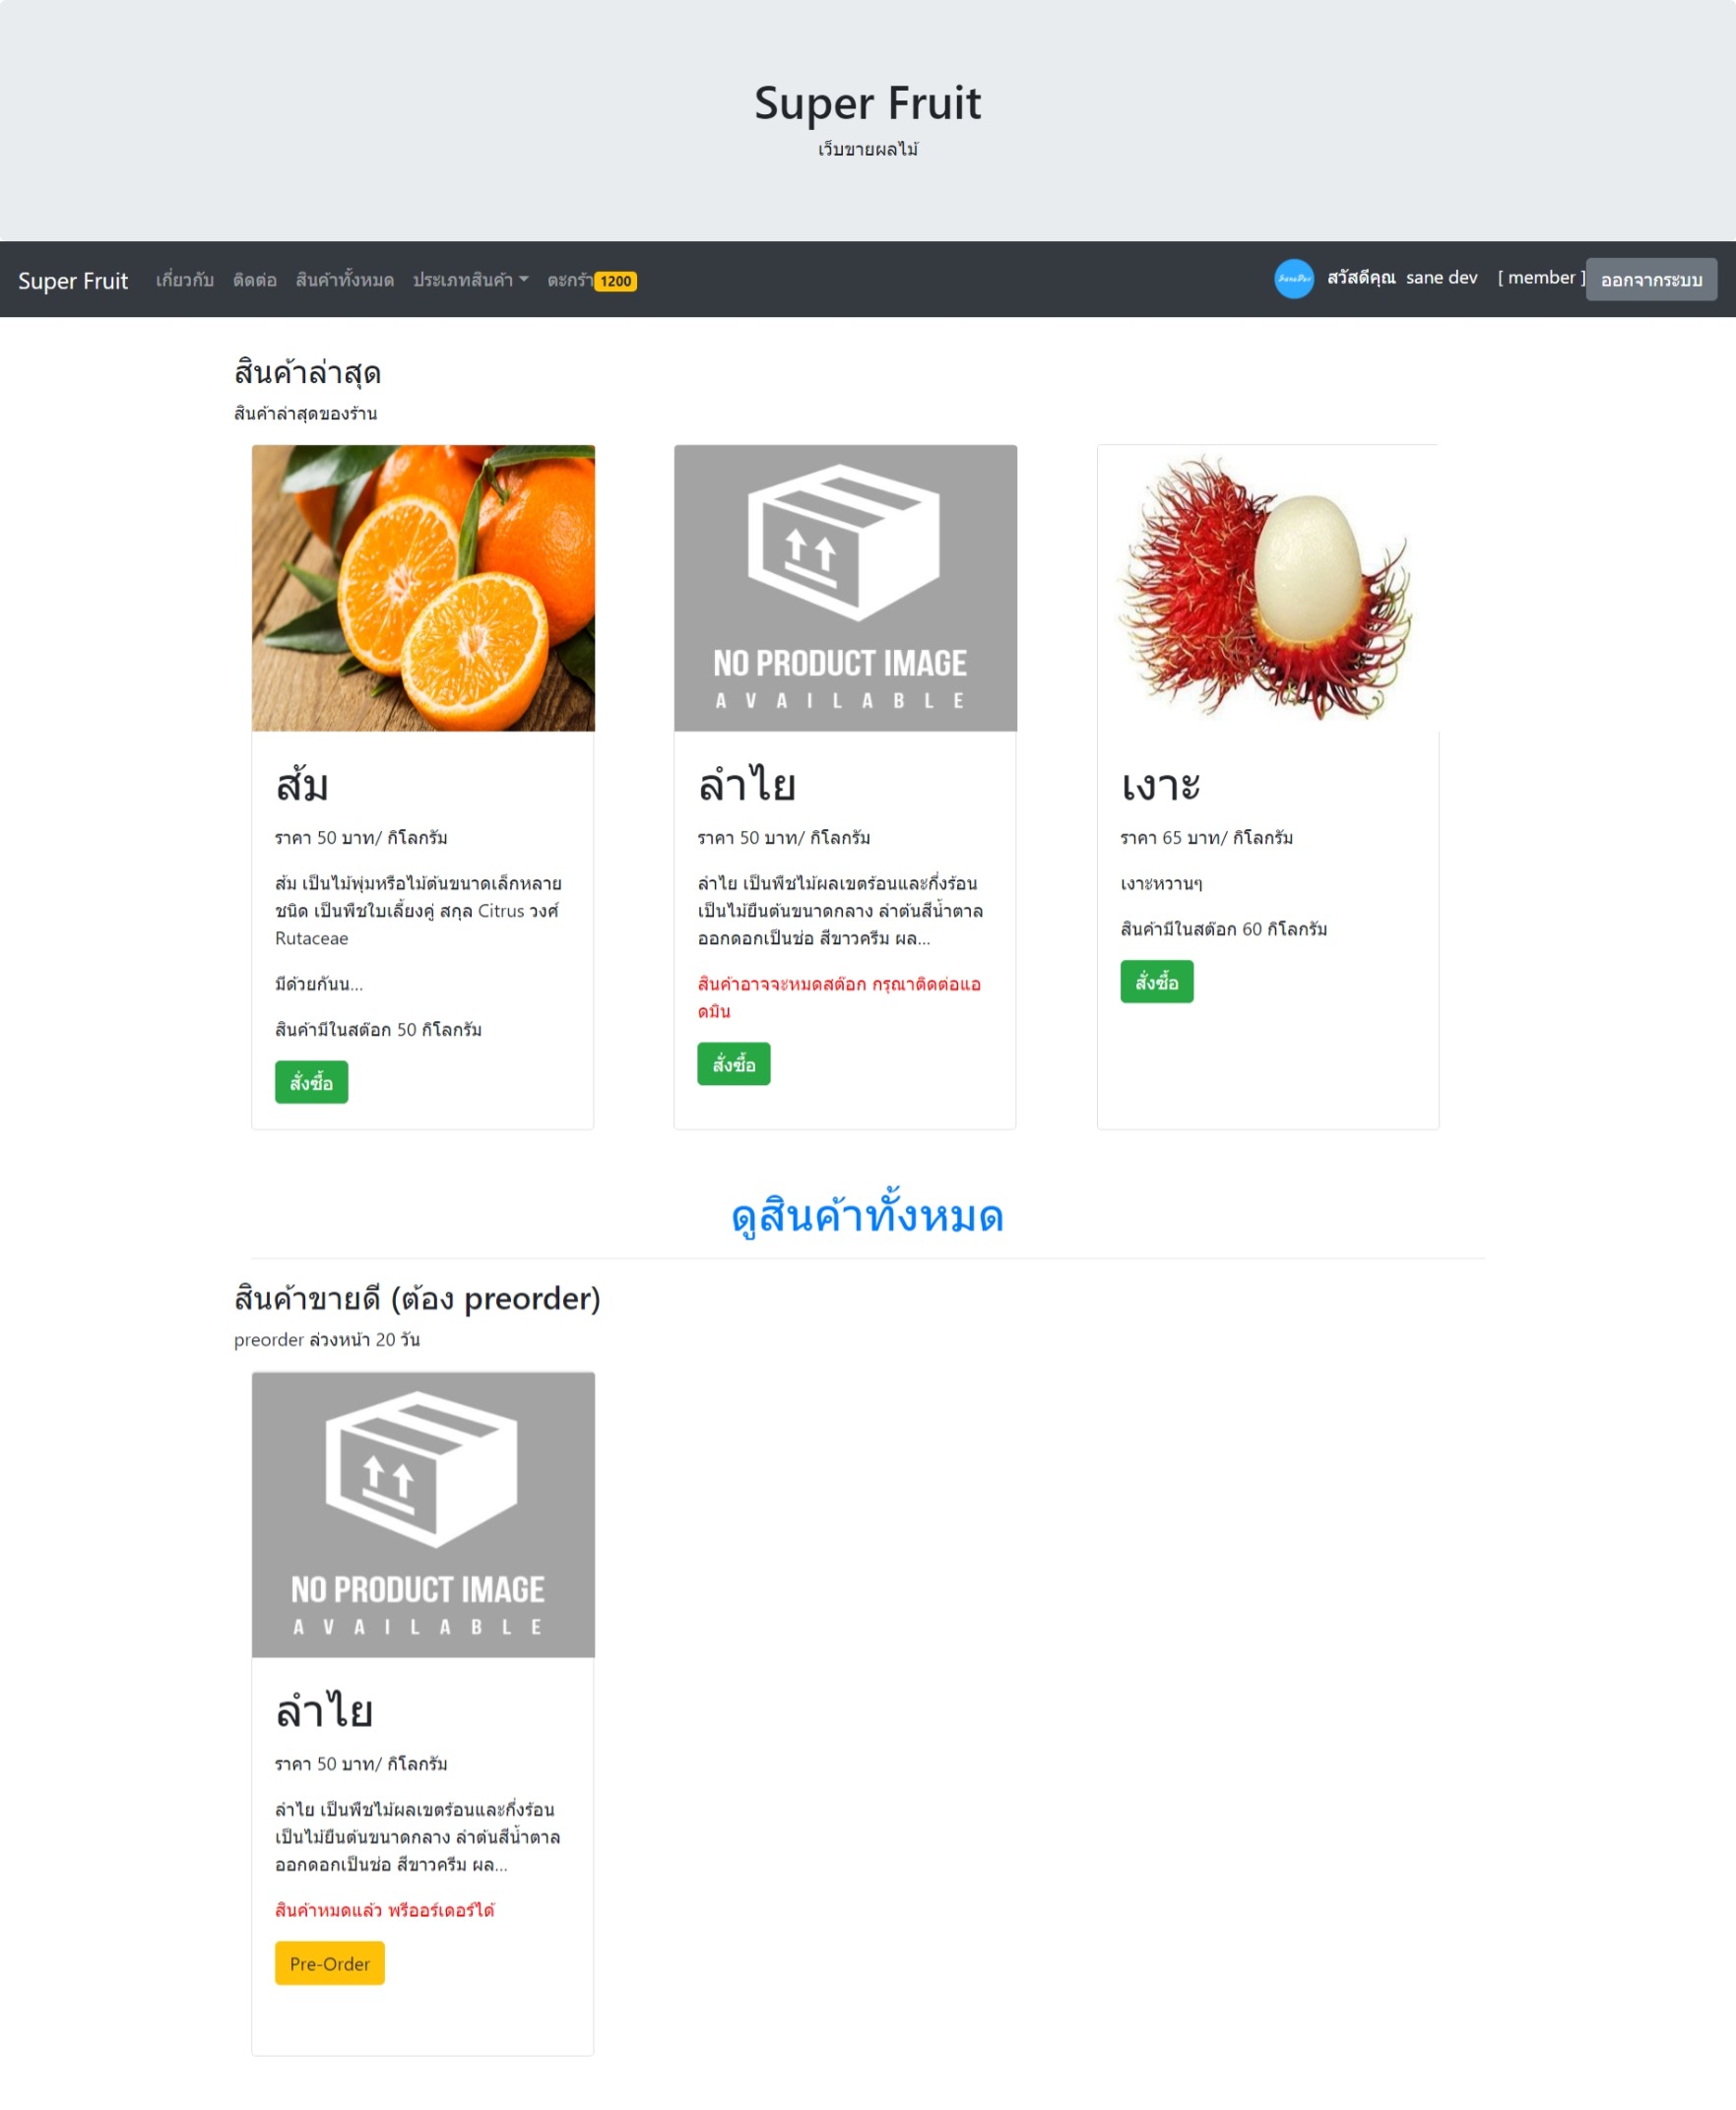 Super Fruit
เว็บขายผลไม้
Super Fruit เกี่ยวกับ ติดต่อ สินค้าทั้งหมด ประเภทสินค้า ตะกร้า 1200 SaneDev สวัสดีคุณ sane dev [ member ] ออกจากระบบ
สินค้าล่าสุด
สินค้าล่าสุดของร้าน
NO PRODUCT IMAGE
AVAILABLE
ส้ม
ราคา 50 บาท/ กิโลกรัม
ส้ม เป็นไม้พุ่มหรือไม้ต้นขนาดเล็กหลาย
ชนิด เป็นพืชใบเลี้ยงคู่ สกุล Citrus วงศ์
Rutaceae
มีด้วยกันน...
สินค้ามีในสต๊อก 50 กิโลกรัม
สั่งซื้อ
ลำไย
ราคา 50 บาท/ กิโลกรัม
ลำไย เป็นพืชไม้ผลเขตร้อนและกึ่งร้อน
เป็นไม้ยืนต้นขนาดกลาง ลำต้นสีน้ำตาล
ออกดอกเป็นช่อ สีขาวครีม ผล...
สินค้าอาจจะหมดสต๊อก กรุณาติดต่อแอ
ดมิน
สั่งซื้อ
เงาะ
ราคา 65 บาท/ กิโลกรัม
เงาะหวานๆ
สินค้ามีในสต๊อก 60 กิโลกรัม
สั่งซื้อ
ดูสินค้าทั้งหมด
สินค้าขายดี (ต้อง preorder)
preorder ล่วงหน้า 20 วัน
NO PRODUCT IMAGE
AVAILABLE
ลำไย
ราคา 50 บาท/ กิโลกรัม
ลำไย เป็นพืชไม้ผลเขตร้อนและกึ่งร้อน
เป็นไม้ยืนต้นขนาดกลาง ลำต้นสีน้ำตาล
ออกดอกเป็นช่อ สีขาวครีม ผล...
สินค้าหมดแล้ว พรีออร์เดอร์ได้
Pre-Order